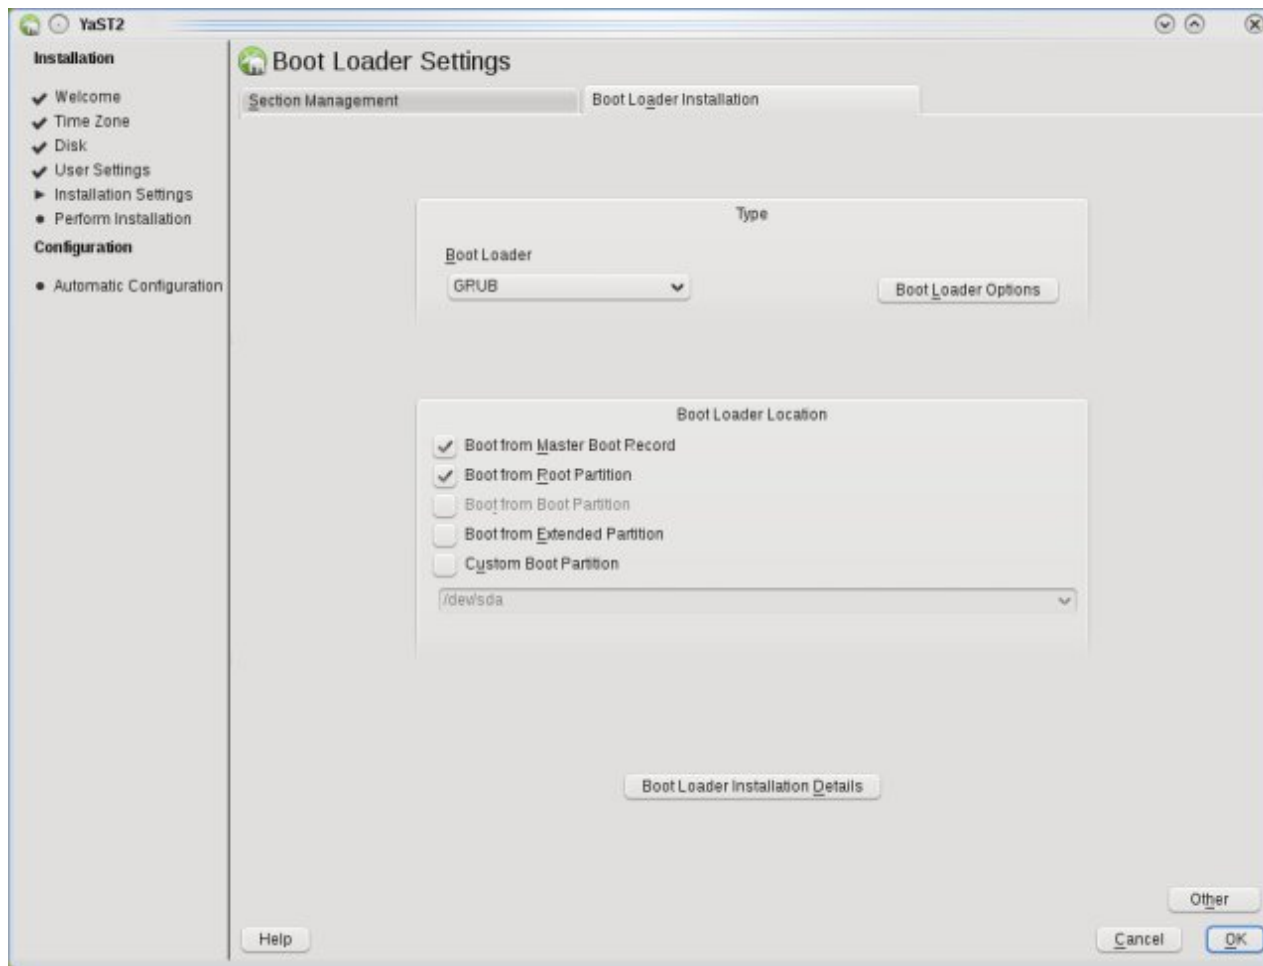 YaST2
Installation
Welcome
Time Zone
Disk
User Settings
Installation Settings
Perform Installation
Configuration
Automatic Configuration
Boot Loader Settings
Section Management
Boot Loader Installation
Type
Boot Loader
GRUB
Boot Loader Options
Boot Loader Location
Boot from Master Boot Record
Boot from Root Partition
Boot from Boot Partition
Boot from Extended Partition
Custom Boot Partition
/dev/sda
Boot Loader Installation Details
Other
Help
Cancel
OK